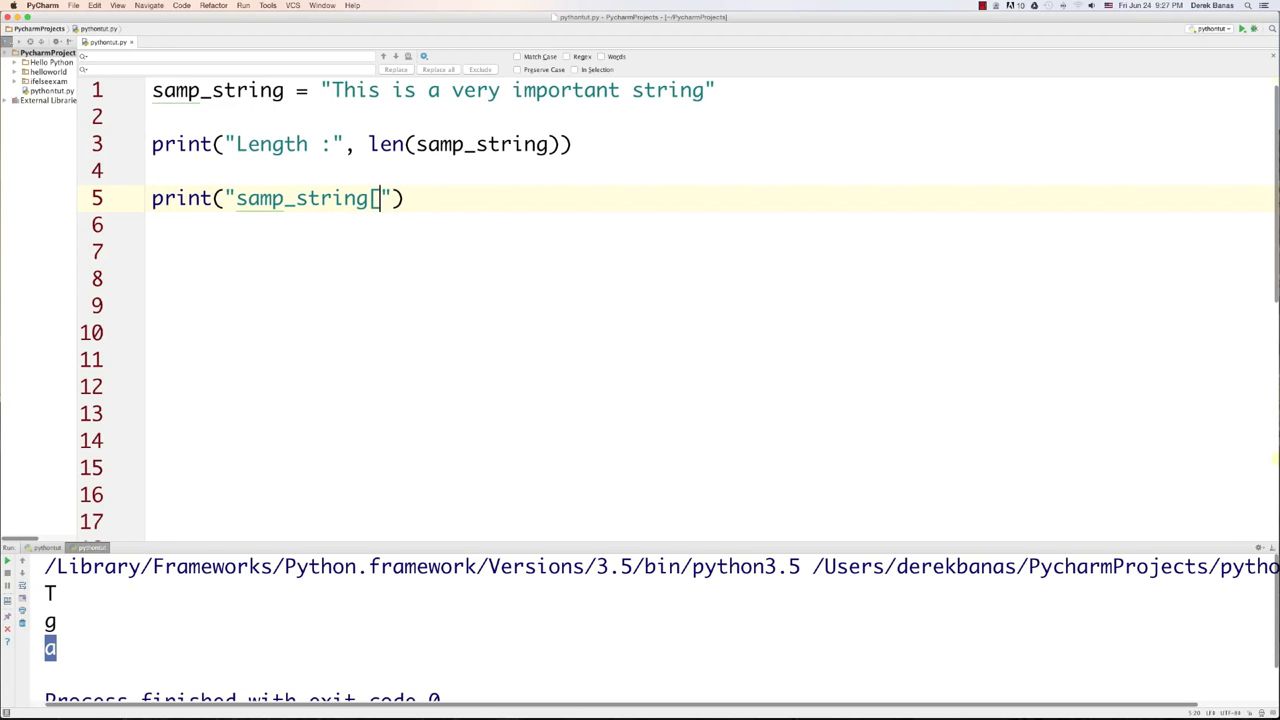 PyCharm File Edit View Navigate Code Refactor Run Tools VCS Window Help 10 Fri Jun 24 9:27 PM Derek Banas
pythontut.py - PycharmProjects - [~/PycharmProjects]
PycharmProjects pythontut.py pythontut
pythontut.py ×
PycharmProject
Hello Python
helloworld
ifelseexam
pythontut.py
External Librarie
Match Case Regex Words
Replace Replace all Exclude Preserve Case In Selection
1 samp_string = "This is a very important string"
2
3 print("Length :", len(samp_string))
4
5 print("samp_string[")
6
7
8
9
10
11
12
13
14
15
16
17
Run: pythontut pythontut
/Library/Frameworks/Python.framework/Versions/3.5/bin/python3.5 /Users/derekbanas/PycharmProjects/pytho
T
g
a
Process finished with exit code 0
5:20 LF÷ UTF-8÷